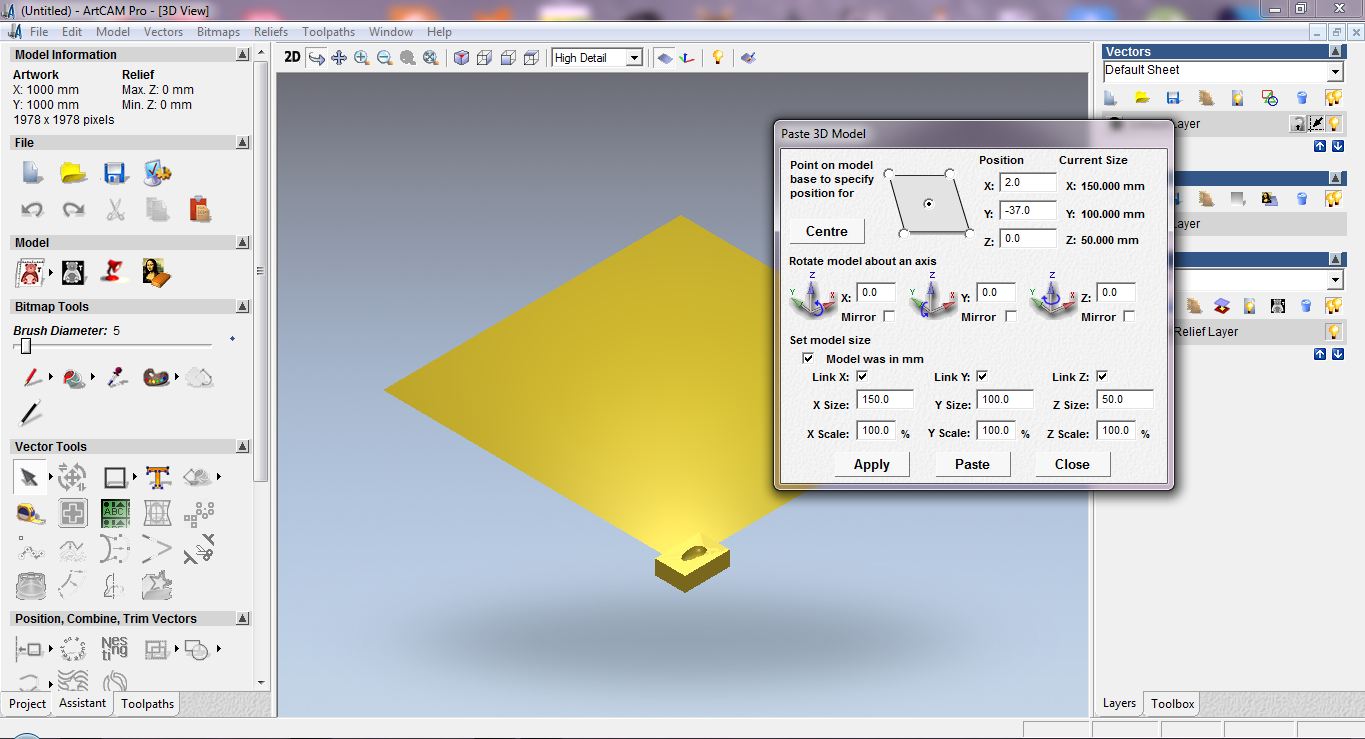 (Untitled) - ArtCAM Pro - [3D View]
File Edit Model Vectors Bitmaps Reliefs Toolpaths Window Help
Model Information
Artwork Relief
X: 1000 mm Max. Z: 0 mm
Y: 1000 mm Min. Z: 0 mm
1978 x 1978 pixels
File
Model
Bitmap Tools
Brush Diameter: 5
Vector Tools
ABC
Position, Combine, Trim Vectors
Nes
ting
Project Assistant Toolpaths
2D High Detail
Paste 3D Model
Point on model
base to specify
position for
Centre
Position Current Size
X: 2.0 X: 150.000 mm
Y: -37.0 Y: 100.000 mm
Z: 0.0 Z: 50.000 mm
Rotate model about an axis
Z Z Z
Y X X: 0.0 Y X Y: 0.0 Y X Z: 0.0
Mirror Mirror Mirror
Set model size
Model was in mm
Link X: Link Y: Link Z:
X Size: 150.0 Y Size: 100.0 Z Size: 50.0
X Scale: 100.0 % Y Scale: 100.0 % Z Scale: 100.0 %
Apply Paste Close
Vectors
Default Sheet
ayer
ayer
Relief Layer
Layers Toolbox